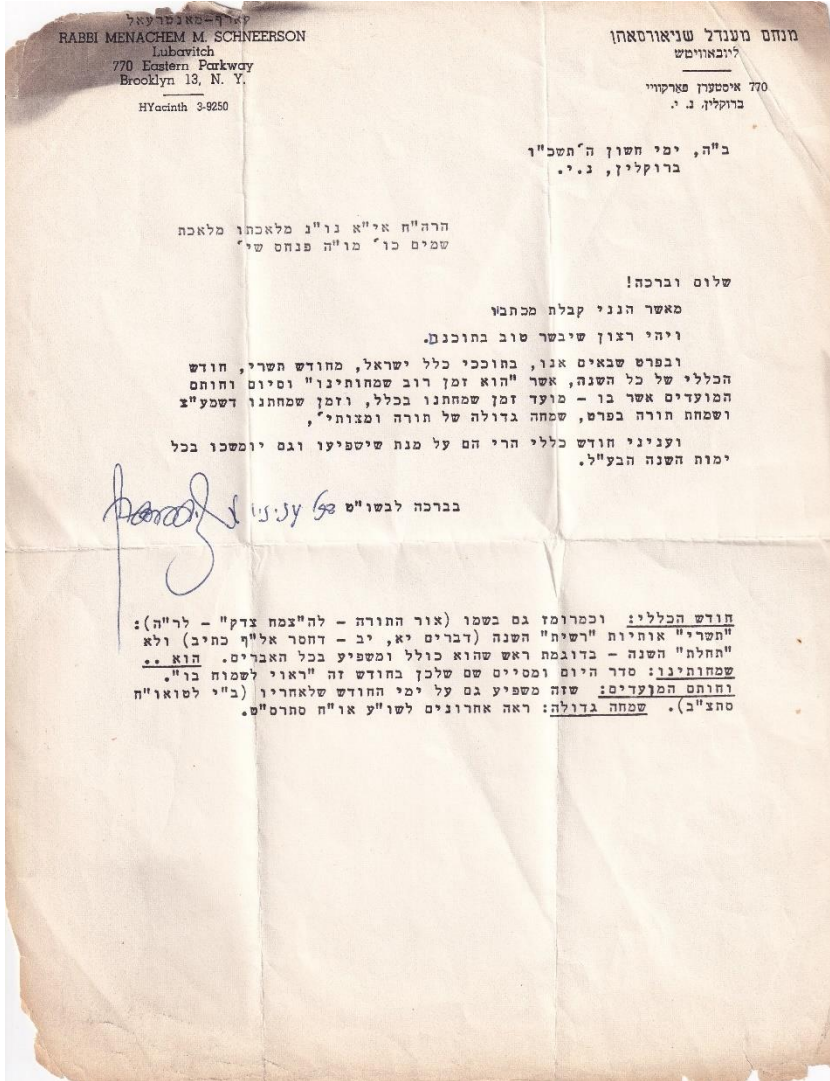 קארף-מאנטרעאל
RABBI MENACHEM M. SCHNEERSON
Lubavitch
770 Eastern Parkway
Brooklyn 13, N. Y.
HYacinth 3-9250
מנחם מענדל שניאורסאהן
ליובאוויטש
770 איסטערן פארקוויי
ברוקלין, נ. י.
ב"ה, ימי חשון ה'תשכ"ו
ברוקלין, נ.י.
הרה"ח אי"א נו"נ מלאכתו מלאכת
שמים כו' מו"ה פנחס שי'
שלום וברכה!
מאשר הנני קבלת מכתבו
ויהי רצון שיבשר טוב בתוכנם.
ובפרט שבאים אנו, בתוככי כלל ישראל, מחודש תשרי, חודש
הכללי של כל השנה, אשר "הוא זמן רוב שמחותינו" וסיום וחותם
המועדים אשר בו – מועד זמן שמחתנו בכלל, וזמן שמחתנו דשמע"צ
ושמחת תורה בפרט, שמחה גדולה של תורה ומצותי',
ועניני חודש כללי הרי הם על מנת שישפיעו וגם יומשכו בכל
ימות השנה הבע"ל.
בברכה לבשו"ט
חודש הכללי: וכמרומז גם בשמו (אור התורה – לה"צמח צדק" – לר"ה):
"תשרי" אותיות "רשית" השנה (דברים יא, יב – דחסר אל"ף כתיב) ולא
"תחלת" השנה – בדוגמת ראש שהוא כולל ומשפיע בכל האברים. הוא ..
שמחותינו: סדר היום ומסיים שם שלכן בחודש זה "ראוי לשמוח בו".
וחותם המועדים: שזה משפיע גם על ימי החודש שלאחריו (ב"י לטואו"ח
סתצ"ב). שמחה גדולה: ראה אחרונים לשו"ע או"ח סתרס"ט.